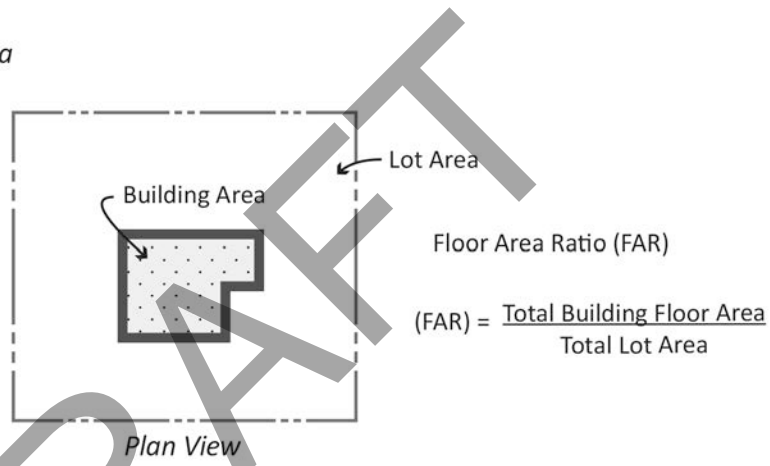 a
Lot Area
Building Area
Floor Area Ratio (FAR)
(FAR) = Total Building Floor Area
Total Lot Area
Plan View
DRAFT